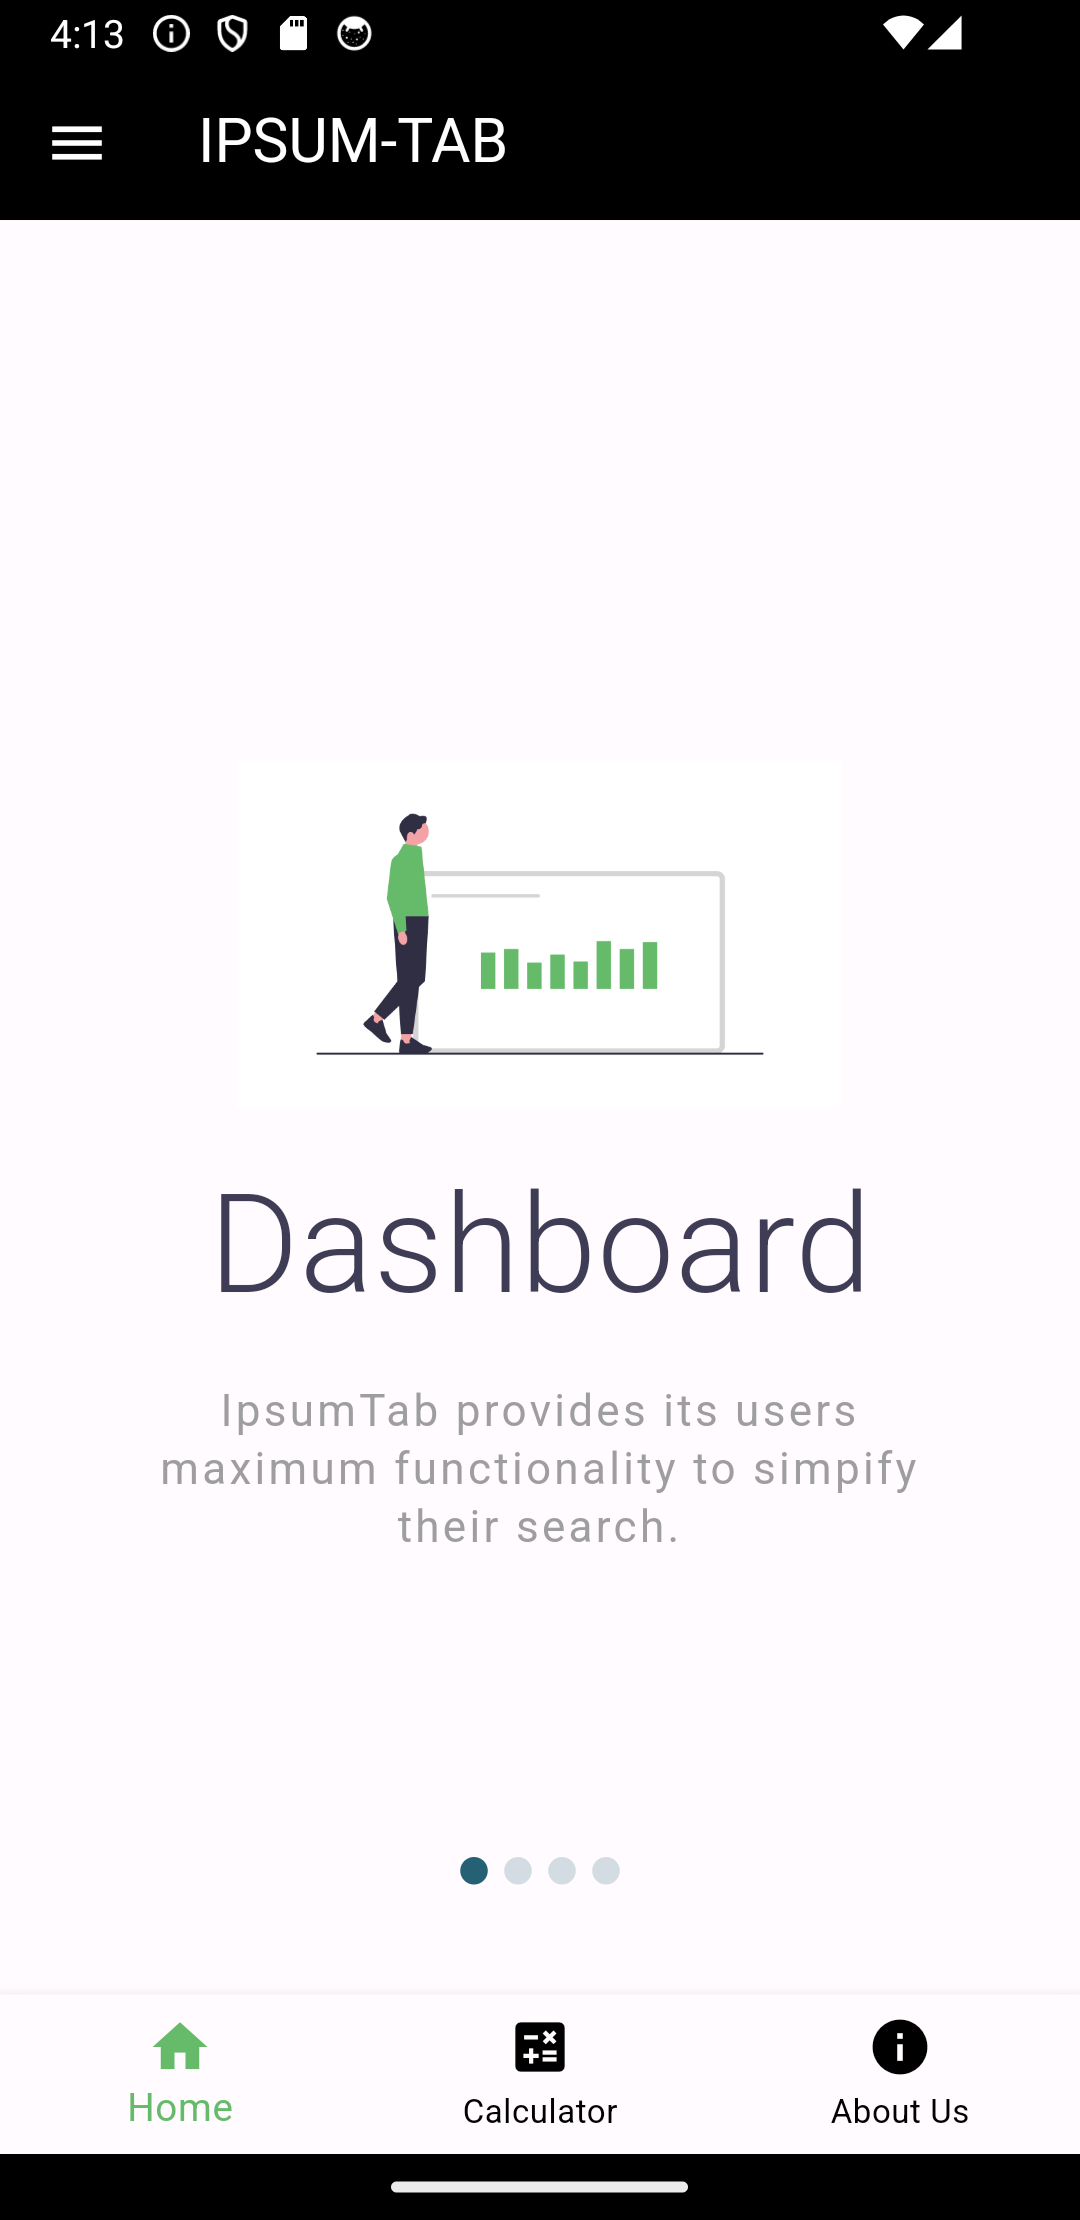 4:13
IPSUM-TAB
Dashboard
IpsumTab provides its users
maximum functionality to simpify
their search.
Home
Calculator
About Us